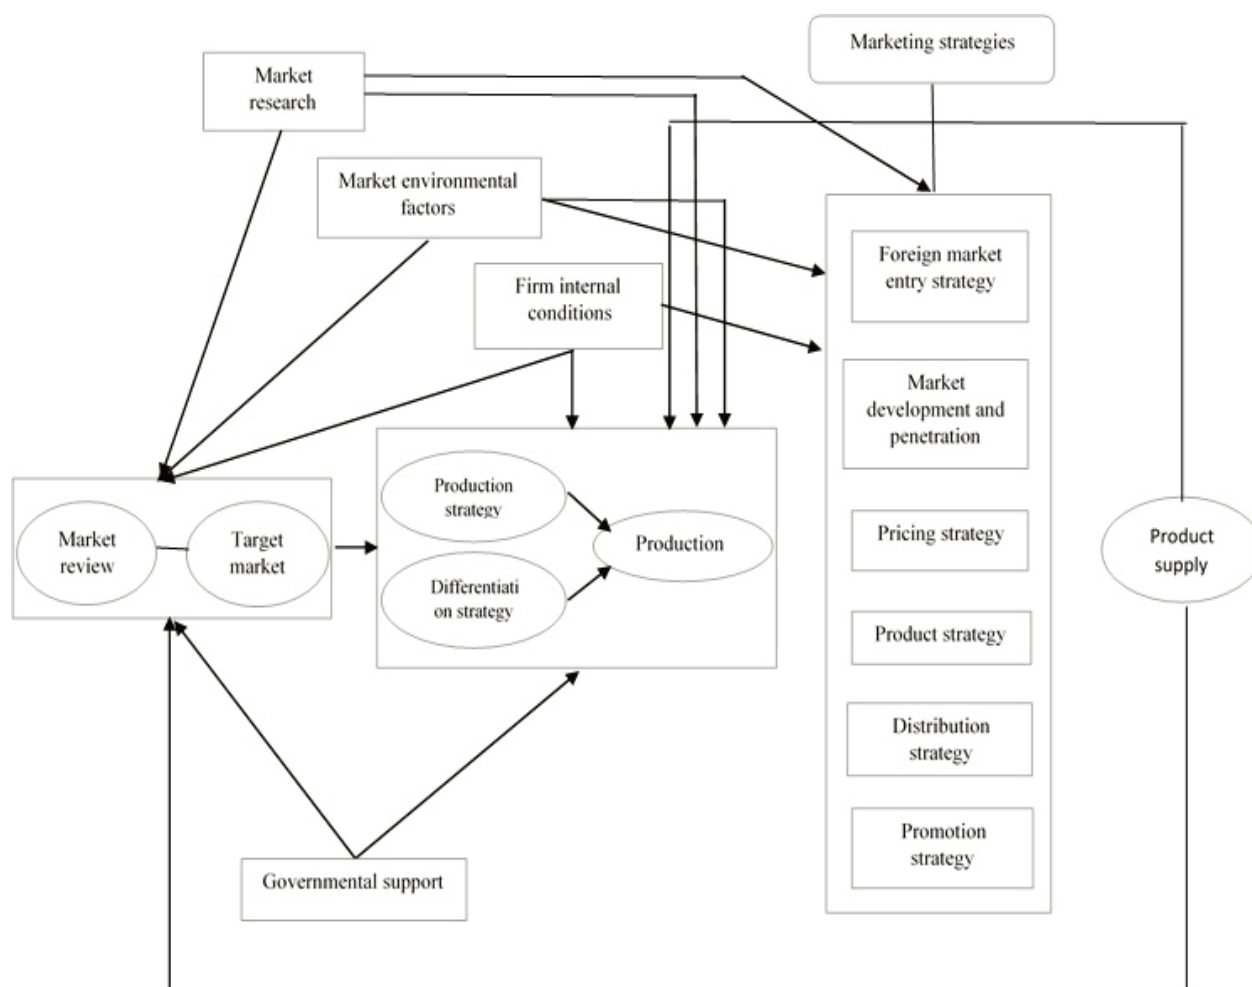 Marketing strategies
Market
research
Market environmental
factors
Firm internal
conditions
Foreign market
entry strategy
Market
development and
penetration
Production
strategy
Production
Differentiati
on strategy
Market
review
Target
market
Pricing strategy
Product
supply
Product strategy
Distribution
strategy
Promotion
strategy
Governmental support